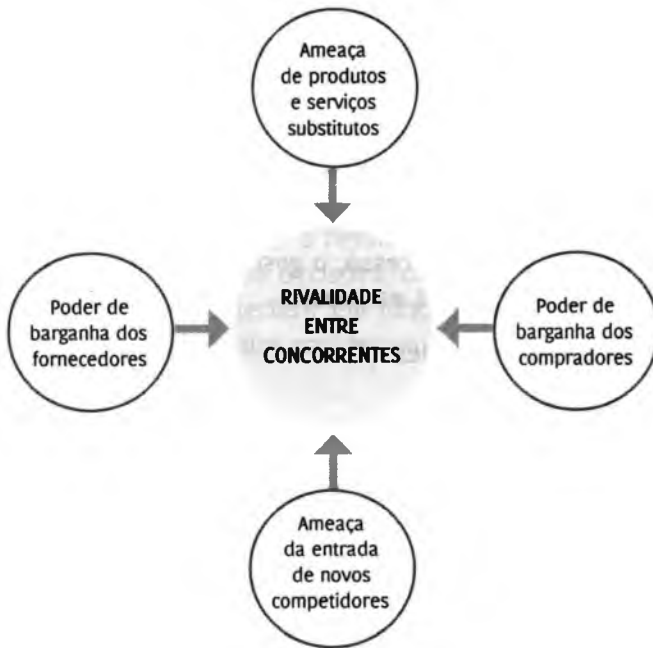 Ameaça
de produtos
e serviços
substitutos
Poder de
barganha dos
fornecedores
RIVALIDADE
ENTRE
CONCORRENTES
Poder de
barganha dos
compradores
Ameaça
da entrada
de novos
competidores